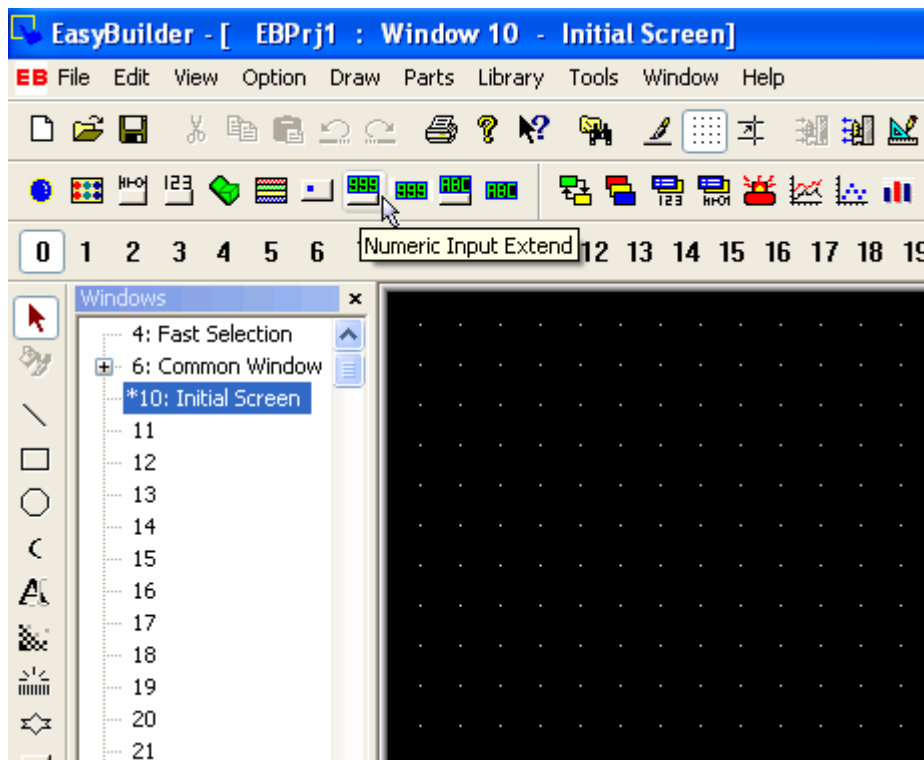 EasyBuilder - [ EBPrj1 : Window 10 - Initial Screen]
EB File Edit View Option Draw Parts Library Tools Window Help
123 999 999 ABC ABC 123
0 1 2 3 4 5 6 12 13 14 15 16 17 18 19
Numeric Input Extend
Windows
4: Fast Selection
6: Common Window
*10: Initial Screen
11
12
13
14
15
16
17
18
19
20
21